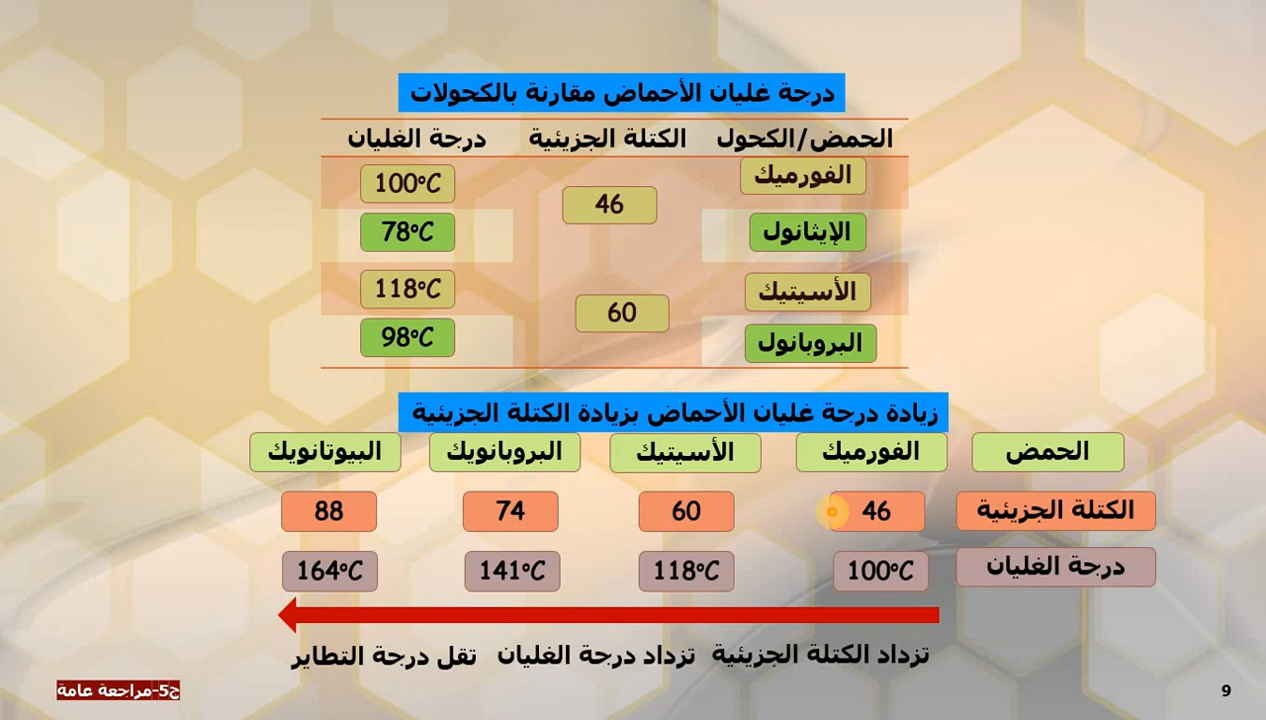 درجة غليان الأحماض مقارنة بالكحولات
الحمض/الكحول الكتلة الجزيئية درجة الغليان
الفورميك 46 100°C
الإيثانول 78°C
الأسيتيك 60 118°C
البروبانول 98°C
زيادة درجة غليان الأحماض بزيادة الكتلة الجزيئية
الحمض الفورميك الأسيتيك البروبانويك البيوتانويك
الكتلة الجزيئية 46 60 74 88
درجة الغليان 100°C 118°C 141°C 164°C
تزداد الكتلة الجزيئية تزداد درجة الغليان تقل درجة التطاير
ج5-مراجعة عامة
9